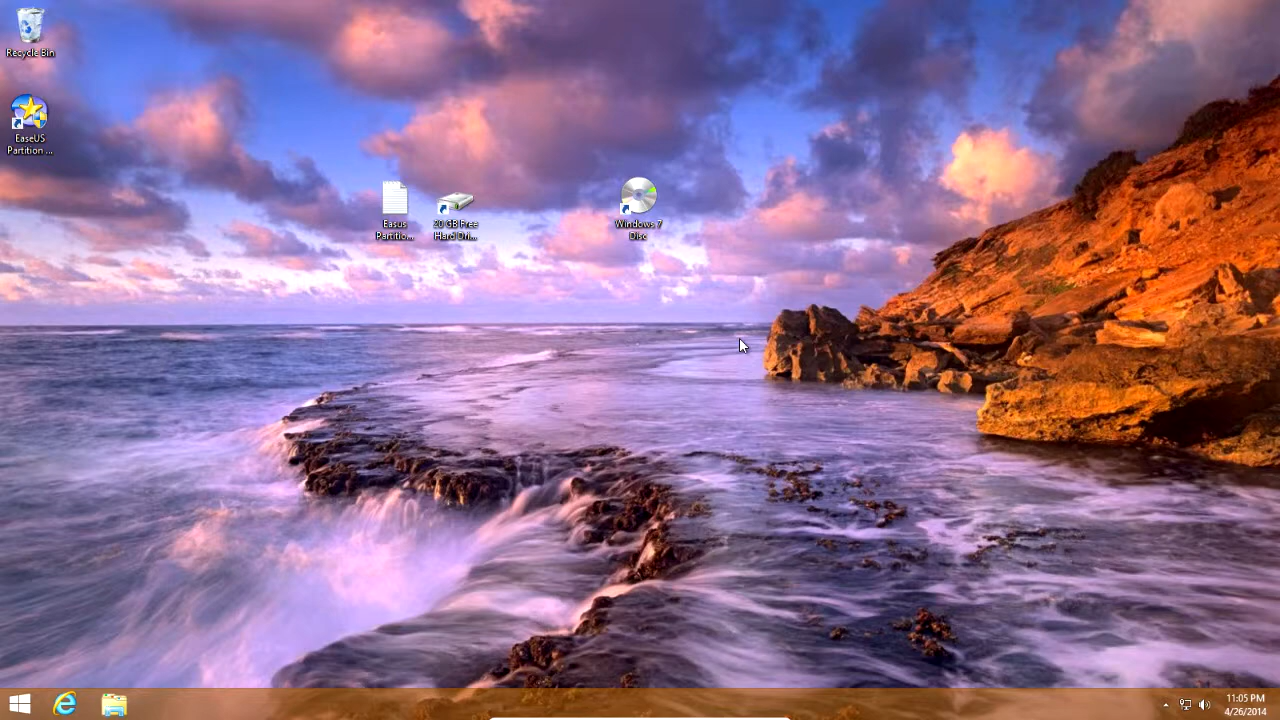 Recycle Bin
EaseUS
Partition ...
Easus
Partitio...
20 GB Free
Hard Dri...
Windows 7
Disc
11:05 PM
4/26/2014